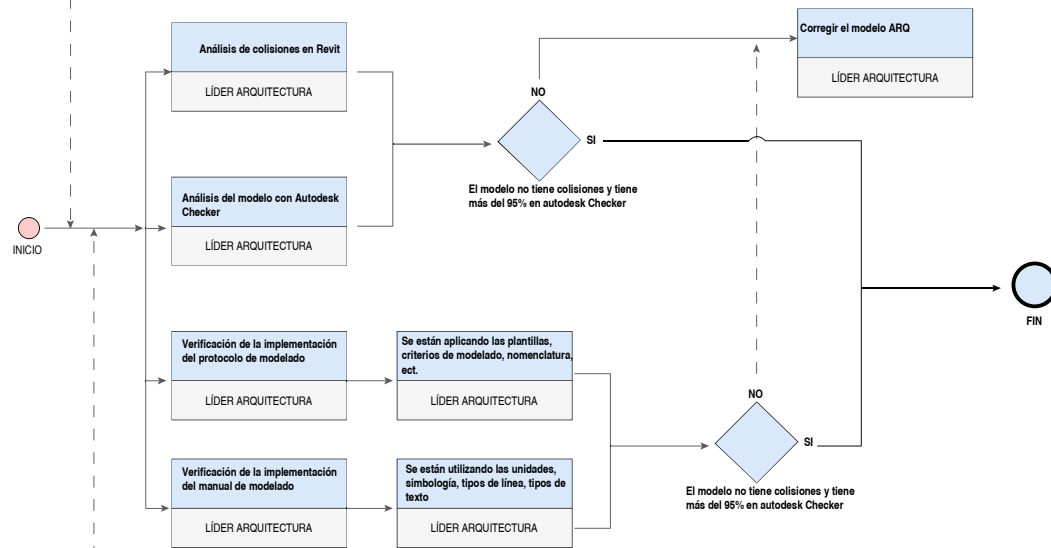 Análisis de colisiones en Revit
LÍDER ARQUITECTURA
Corregir el modelo ARQ
LÍDER ARQUITECTURA
NO
SI
El modelo no tiene colisiones y tiene
más del 95% en autodesk Checker
Análisis del modelo con Autodesk
Checker
LÍDER ARQUITECTURA
INICIO
FIN
Verificación de la implementación
del protocolo de modelado
LÍDER ARQUITECTURA
Se están aplicando las plantillas,
criterios de modelado, nomenclatura,
ect.
LÍDER ARQUITECTURA
NO
SI
El modelo no tiene colisiones y tiene
más del 95% en autodesk Checker
Verificación de la implementación
del manual de modelado
LÍDER ARQUITECTURA
Se están utilizando las unidades,
simbología, tipos de línea, tipos de
texto
LÍDER ARQUITECTURA